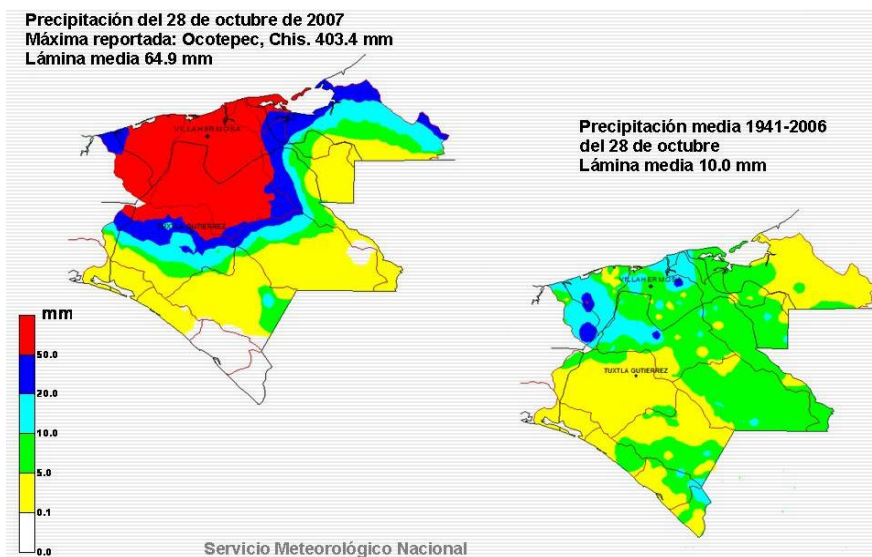 Precipitación del 28 de octubre de 2007
Máxima reportada: Ocotepec, Chis. 403.4 mm
Lámina media 64.9 mm
VILLAHERMOSA
TUXTLA GUTIERREZ
Precipitación media 1941-2006
del 28 de octubre
Lámina media 10.0 mm
VILLAHERMOSA
TUXTLA GUTIERREZ
mm
50.0
20.0
10.0
5.0
0.1
0.0
Servicio Meteorológico Nacional